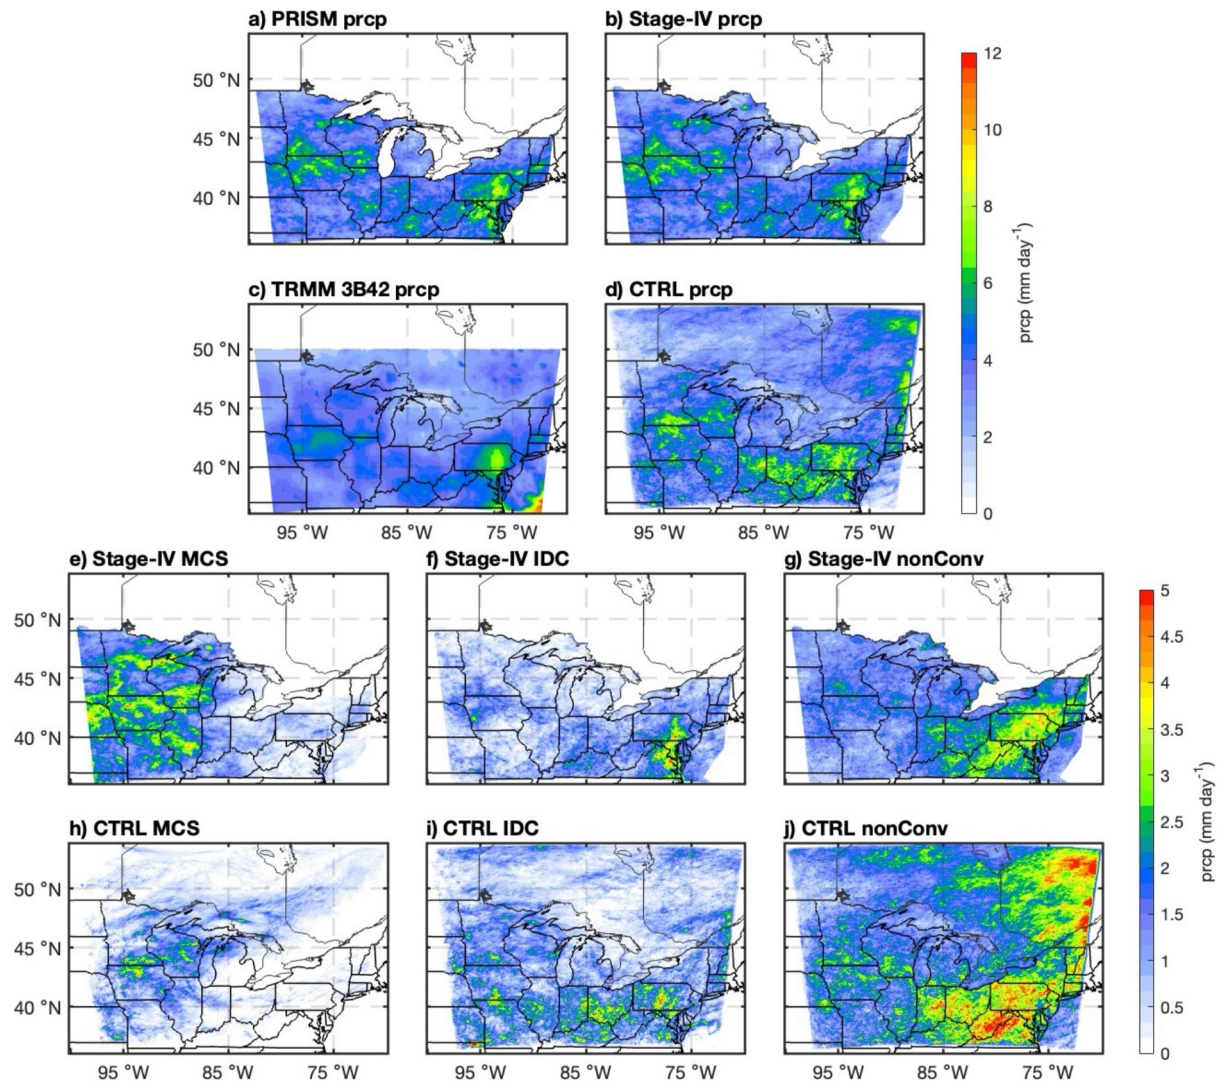 a) PRISM prcp
b) Stage-IV prcp
50 °N
45 °N
40 °N
12
10
8
6
4
2
0
prcp (mm day-1)
c) TRMM 3B42 prcp
d) CTRL prcp
50 °N
45 °N
40 °N
95 °W 85 °W 75 °W
95 °W 85 °W 75 °W
e) Stage-IV MCS
f) Stage-IV IDC
g) Stage-IV nonConv
50 °N
45 °N
40 °N
5
4.5
4
3.5
3
2.5
2
1.5
1
0.5
0
prcp (mm day-1)
h) CTRL MCS
i) CTRL IDC
j) CTRL nonConv
50 °N
45 °N
40 °N
95 °W 85 °W 75 °W
95 °W 85 °W 75 °W
95 °W 85 °W 75 °W